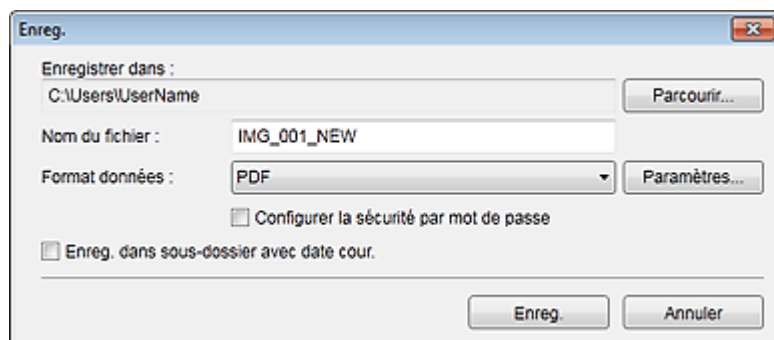 Enreg.
Enregistrer dans :
C:\Users\UserName
Parcourir...
Nom du fichier :
IMG_001_NEW
Format données :
PDF
Paramètres...
Configurer la sécurité par mot de passe
Enreg. dans sous-dossier avec date cour.
Enreg.
Annuler